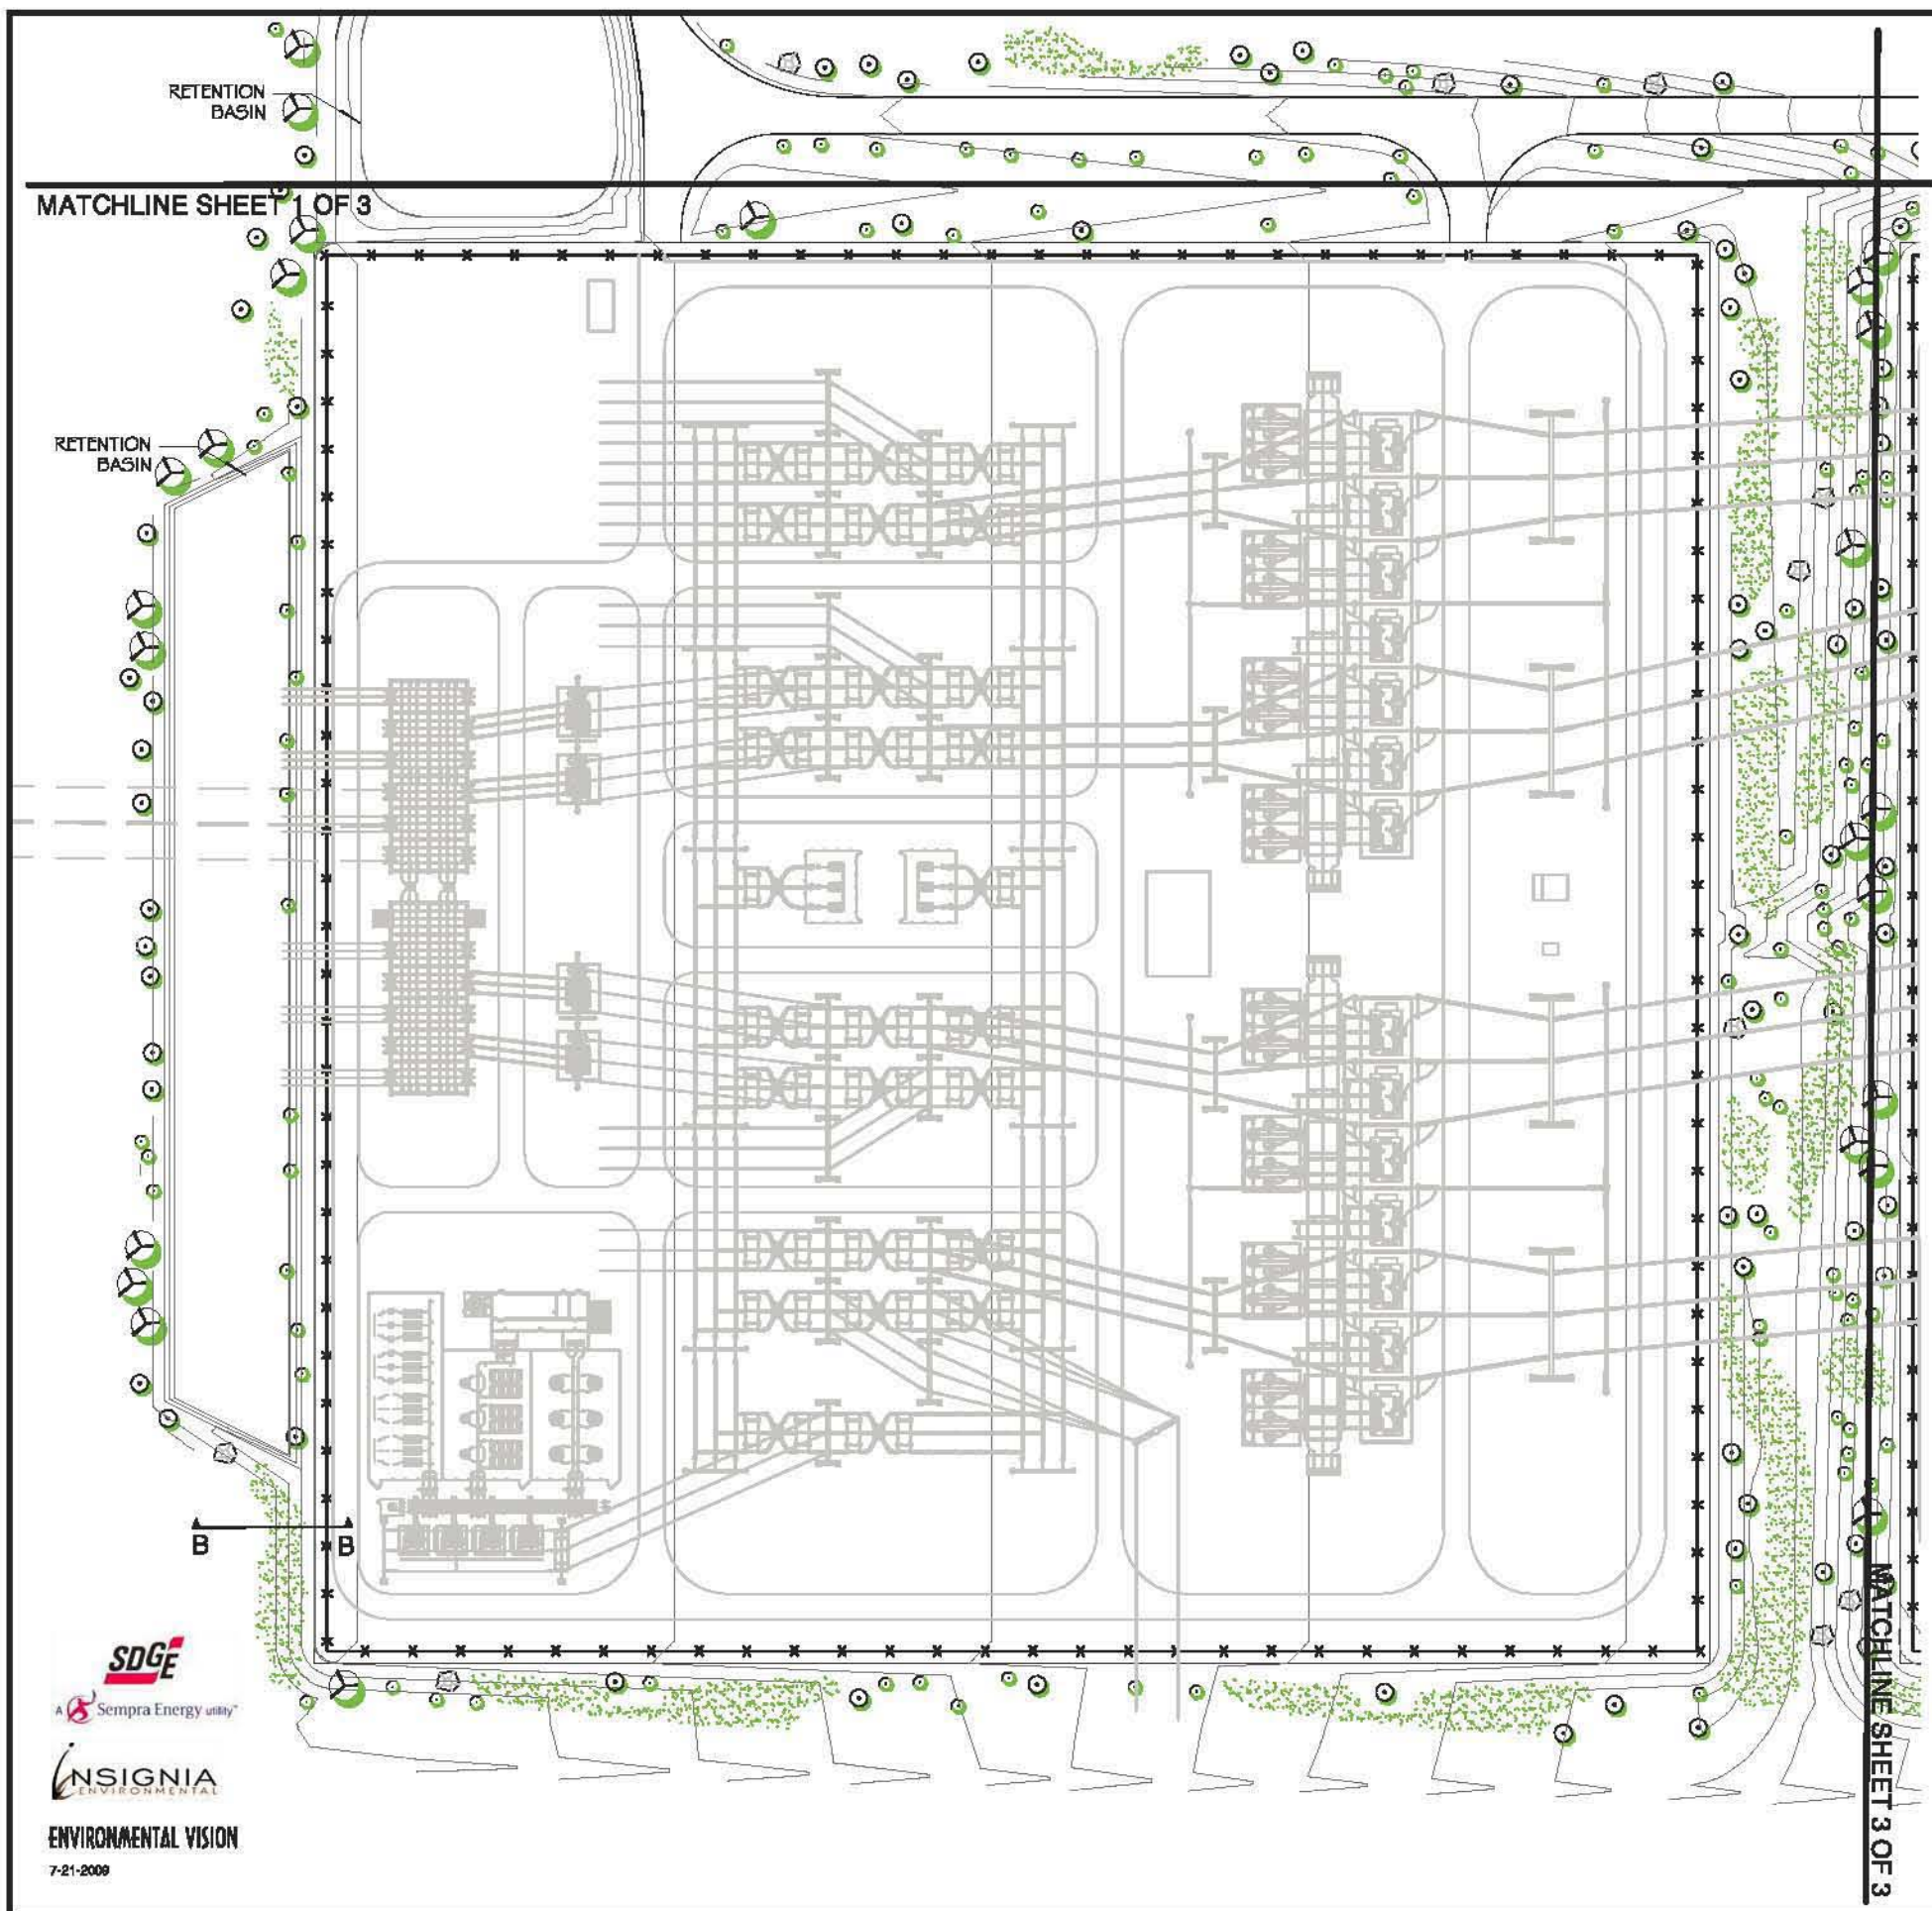 RETENTION
BASIN
MATCHLINE SHEET 1 OF 3
RETENTION
BASIN
B B
SDGE
A Sempra Energy utility™
INSIGNIA
ENVIRONMENTAL
ENVIRONMENTAL VISION
7-21-2009
MATCHLINE SHEET 3 OF 3